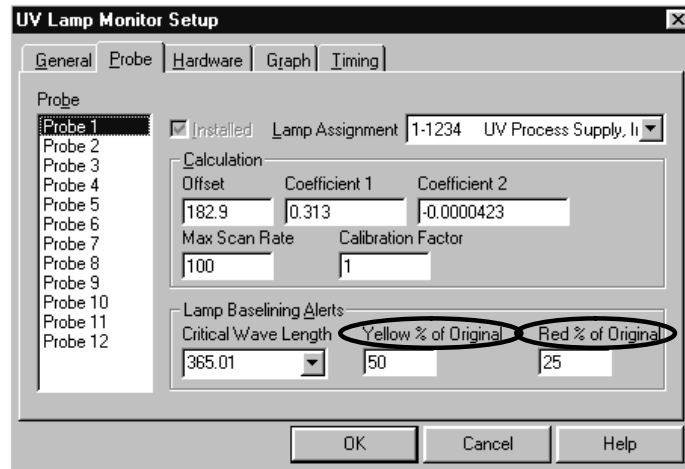 UV Lamp Monitor Setup
General Probe Hardware Graph Timing
Probe
Probe 1
Probe 2
Probe 3
Probe 4
Probe 5
Probe 6
Probe 7
Probe 8
Probe 9
Probe 10
Probe 11
Probe 12
Installed Lamp Assignment 1-1234 UV Process Supply, I
Calculation
Offset Coefficient 1 Coefficient 2
182.9 0.313 -0.0000423
Max Scan Rate Calibration Factor
100 1
Lamp Baselining Alerts
Critical Wave Length Yellow % of Original Red % of Original
365.01 50 25
OK Cancel Help